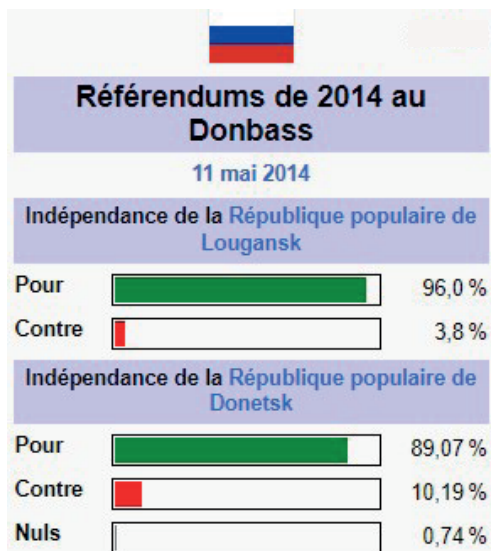 Référendums de 2014 au
Donbass
11 mai 2014
Indépendance de la République populaire de
Lougansk
Pour 96,0 %
Contre 3,8 %
Indépendance de la République populaire de
Donetsk
Pour 89,07 %
Contre 10,19 %
Nuls 0,74 %